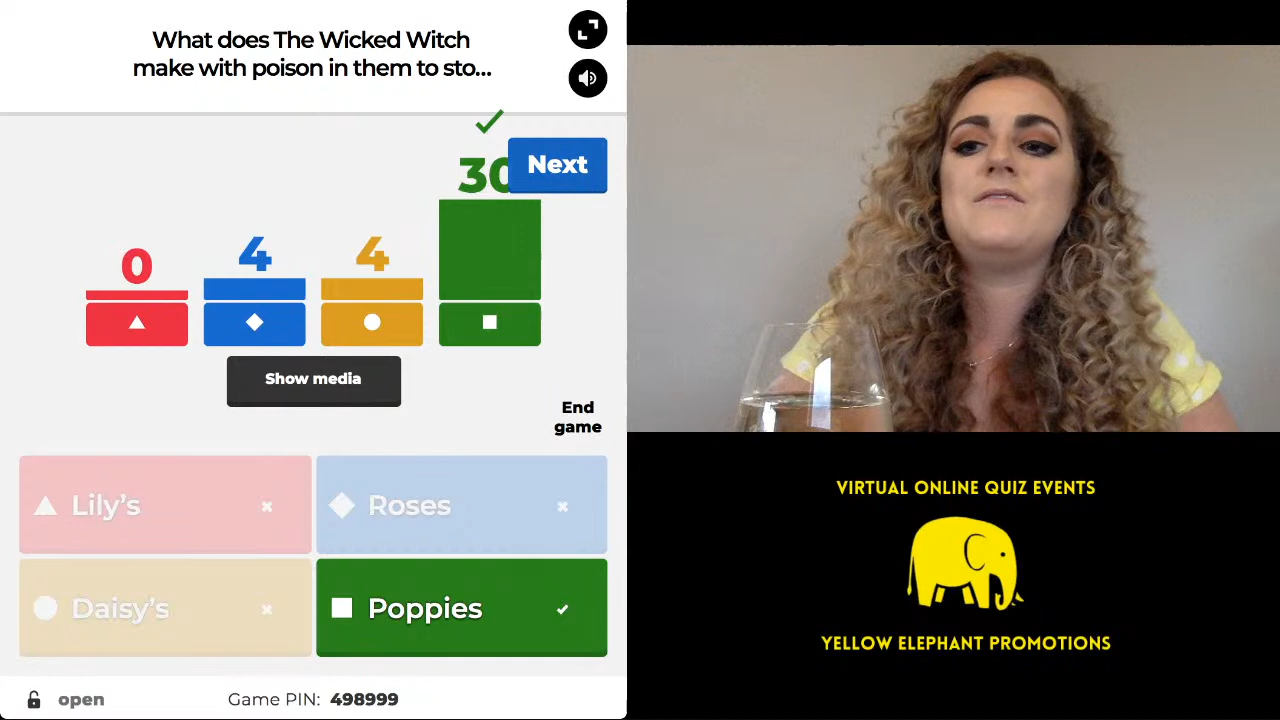 What does The Wicked Witch
make with poison in them to sto...
30
Next
0
4
4
Show media
End
game
Lily's
Roses
Daisy's
Poppies
open
Game PIN: 498999
VIRTUAL ONLINE QUIZ EVENTS
YELLOW ELEPHANT PROMOTIONS